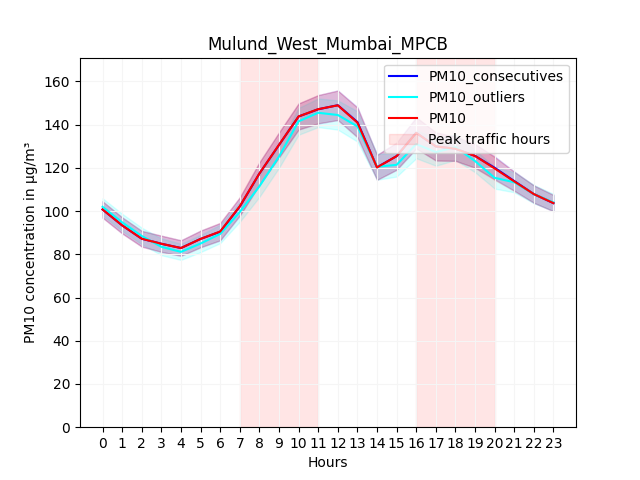 Mulund_West_Mumbai_MPCB
PM10_consecutives
PM10_outliers
PM10
Peak traffic hours
PM10 concentration in µg/m³
160
140
120
100
80
60
40
20
0
0 1 2 3 4 5 6 7 8 9 10 11 12 13 14 15 16 17 18 19 20 21 22 23
Hours